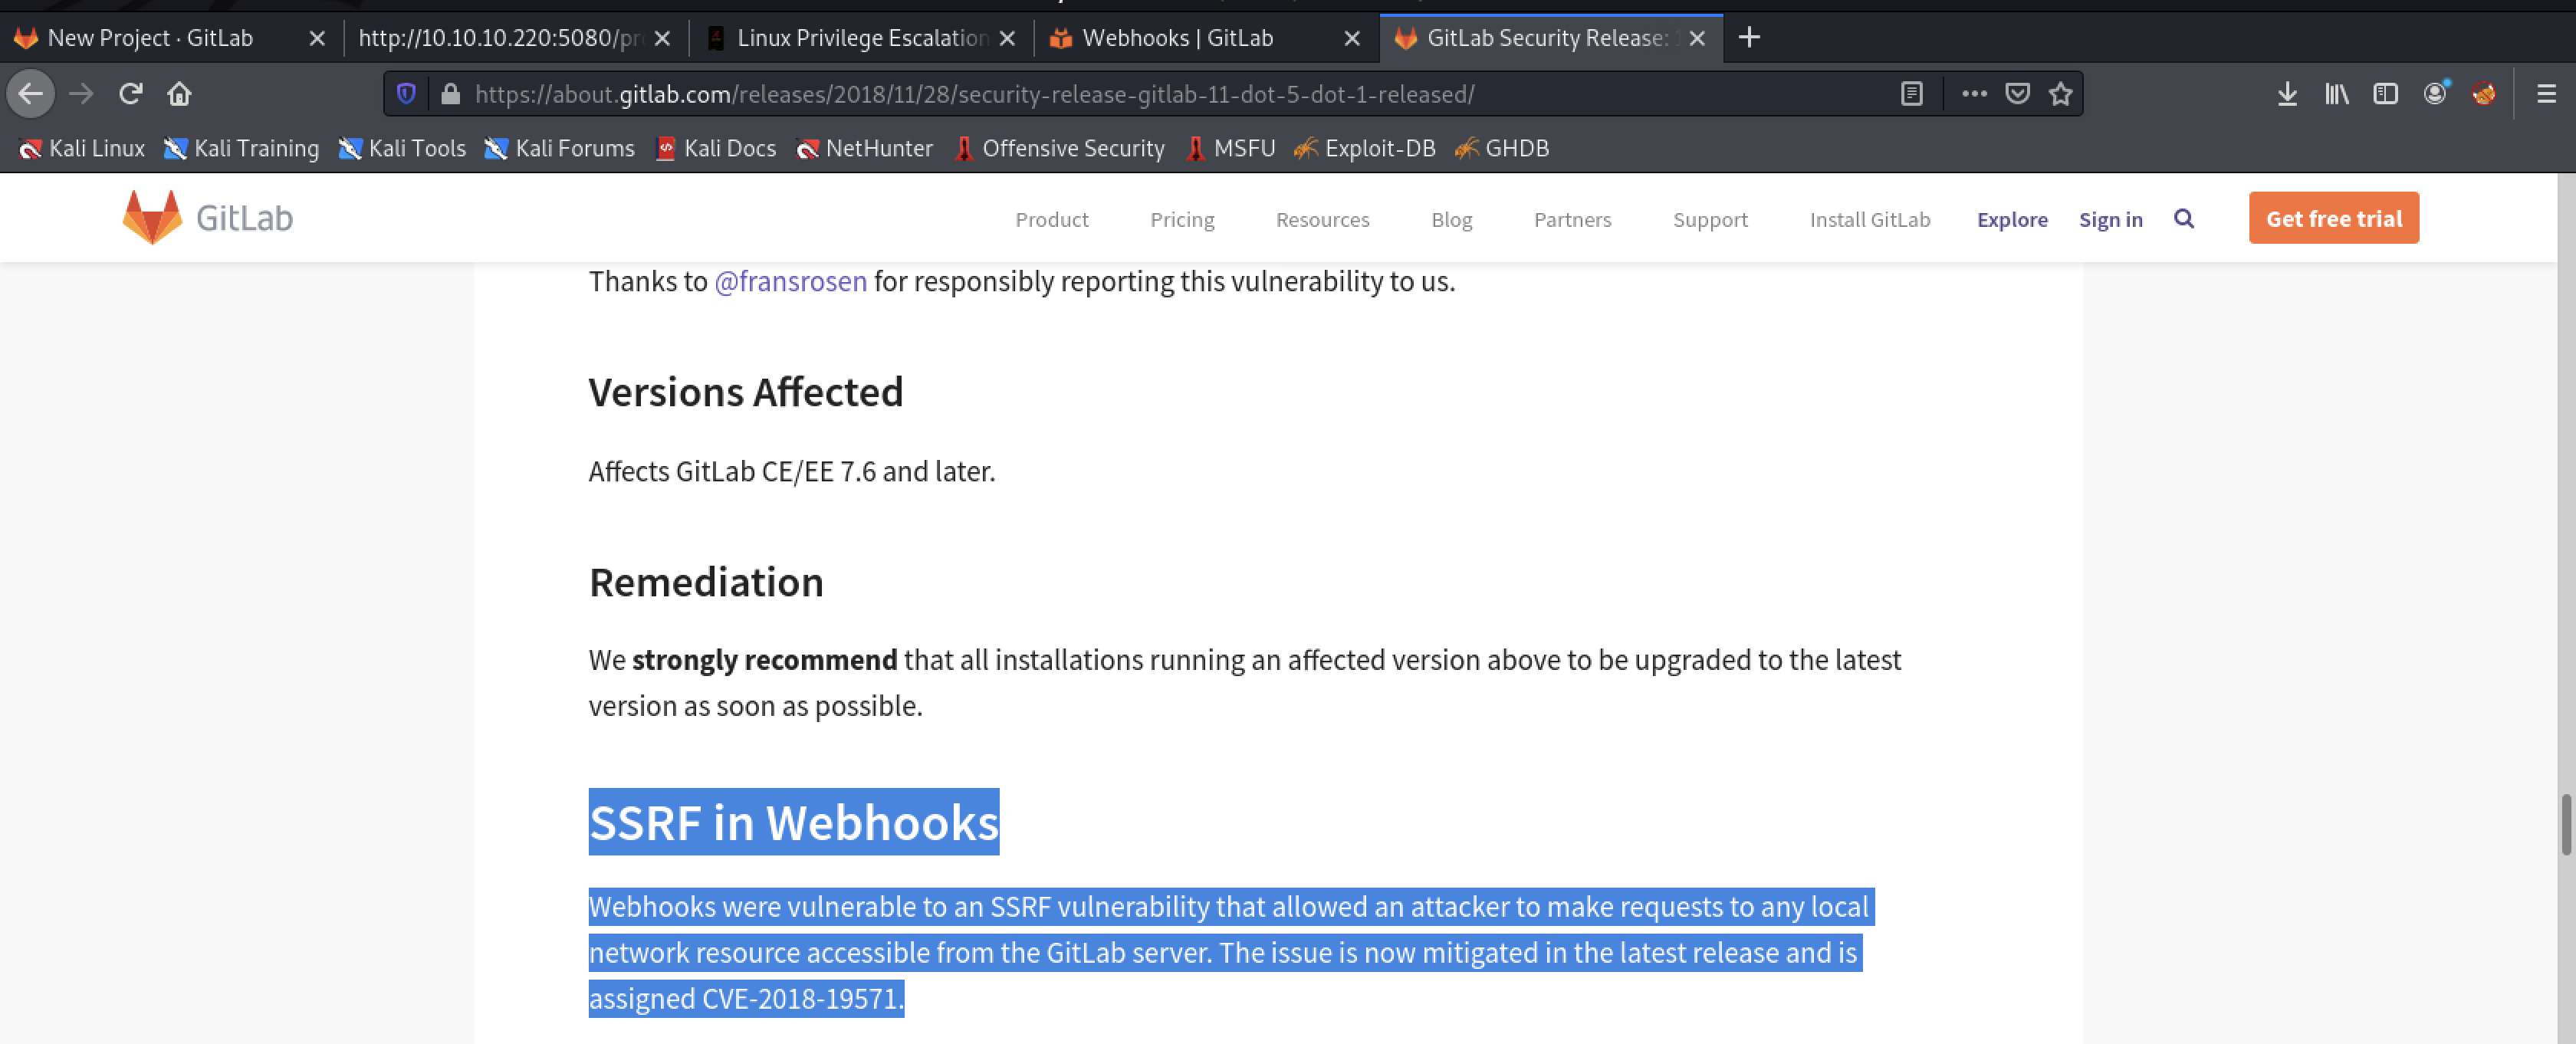 New Project · GitLab
http://10.10.10.220:5080/pr
Linux Privilege Escalation
Webhooks | GitLab
GitLab Security Release: 1
https://about.gitlab.com/releases/2018/11/28/security-release-gitlab-11-dot-5-dot-1-released/
Kali Linux Kali Training Kali Tools Kali Forums Kali Docs NetHunter Offensive Security MSFU Exploit-DB GHDB
GitLab
Product Pricing Resources Blog Partners Support Install GitLab Explore Sign in Get free trial
Thanks to @fransrosen for responsibly reporting this vulnerability to us.
Versions Affected
Affects GitLab CE/EE 7.6 and later.
Remediation
We strongly recommend that all installations running an affected version above to be upgraded to the latest
version as soon as possible.
SSRF in Webhooks
Webhooks were vulnerable to an SSRF vulnerability that allowed an attacker to make requests to any local
network resource accessible from the GitLab server. The issue is now mitigated in the latest release and is
assigned CVE-2018-19571.